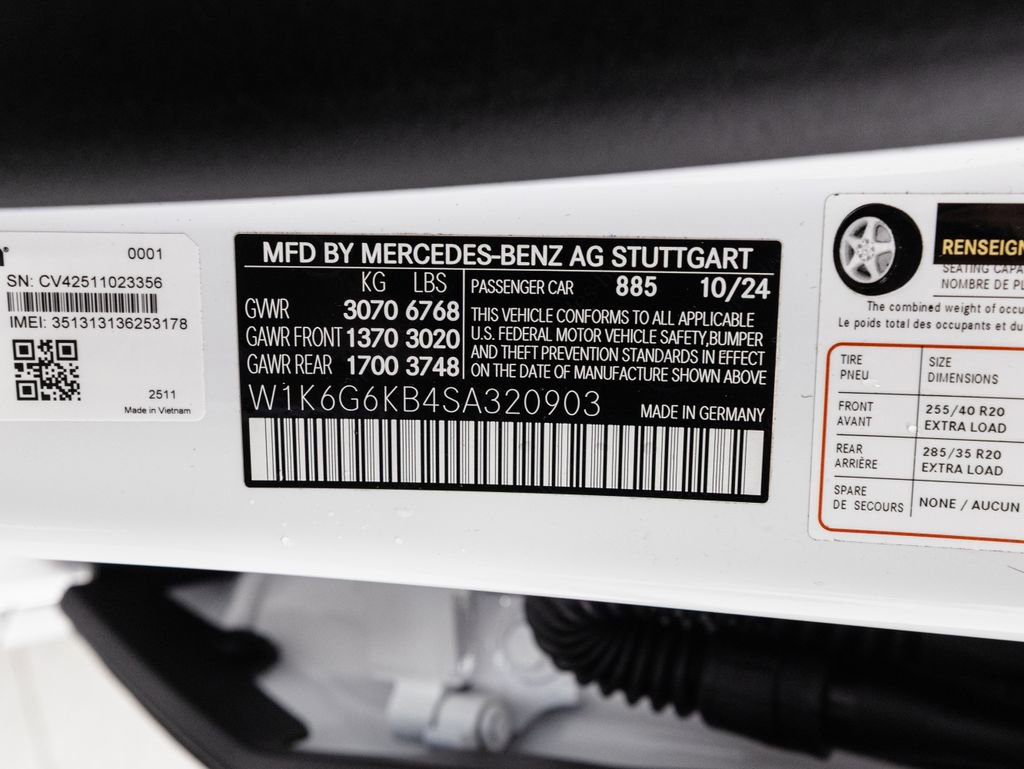 0001
SN: CV42511023356
IMEI: 351313136253178
2511
Made in Vietnam
MFD BY MERCEDES-BENZ AG STUTTGART
KG LBS
GVWR 3070 6768
GAWR FRONT 1370 3020
GAWR REAR 1700 3748
PASSENGER CAR 885 10/24
THIS VEHICLE CONFORMS TO ALL APPLICABLE
U.S. FEDERAL MOTOR VEHICLE SAFETY,BUMPER
AND THEFT PREVENTION STANDARDS IN EFFECT
ON THE DATE OF MANUFACTURE SHOWN ABOVE
W1K6G6KB4SA320903
MADE IN GERMANY
SEATING
NOMBRE DE
The combined weight of
Le poids total des occupants et du
TIRE
PNEU
SIZE
DIMENSIONS
FRONT
AVANT
255/40 R20
EXTRA LOAD
REAR
ARRIÈRE
285/35 R20
EXTRA LOAD
SPARE
DE SECOURS
NONE / AUCUN